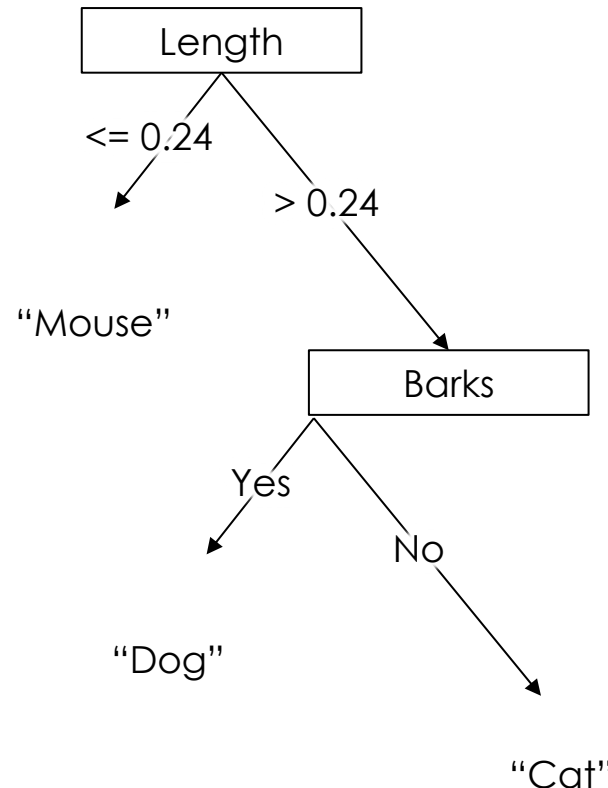 Length
<= 0.24
> 0.24
“Mouse”
Barks
Yes
No
“Dog”
“Cat”